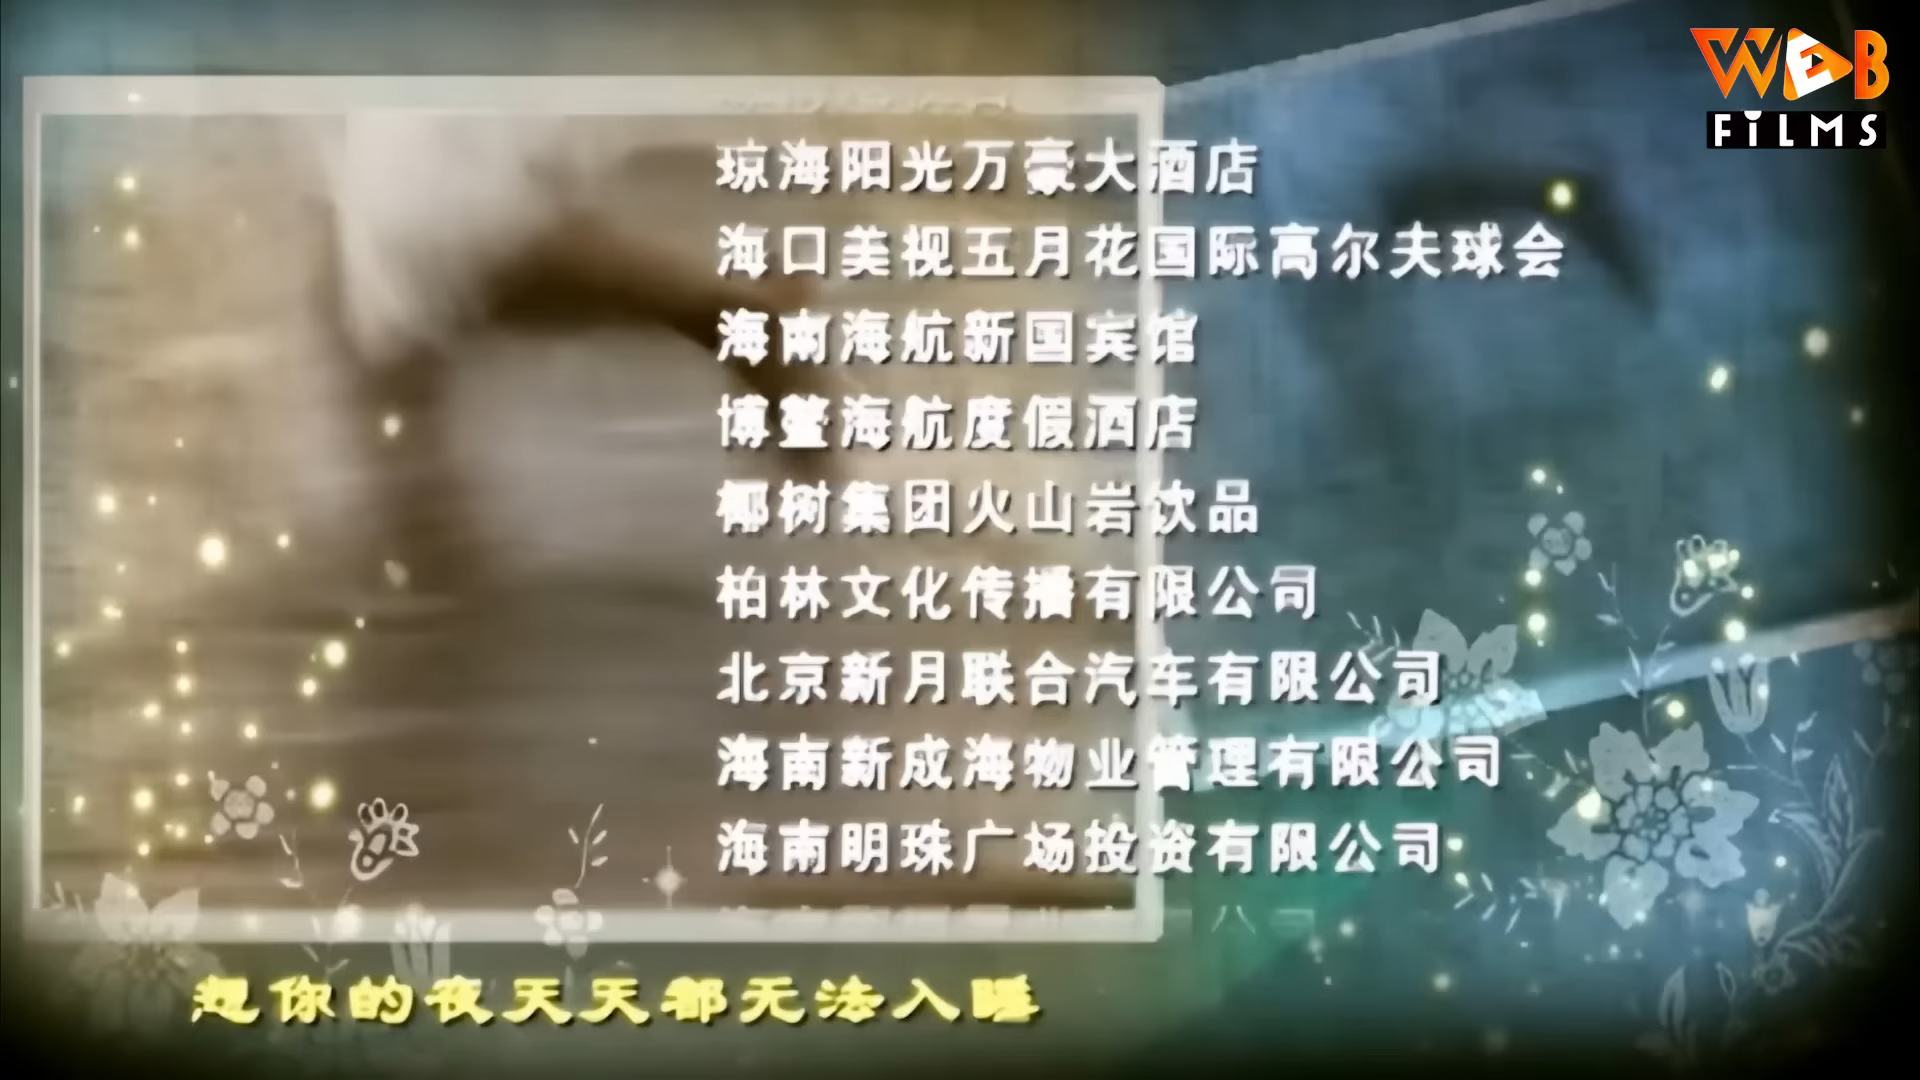 WEB
FiLMS
琼海阳光万豪大酒店
海口美视五月花国际高尔夫球会
海南海航新国宾馆
博鳌海航度假酒店
椰树集团火山岩饮品
柏林文化传播有限公司
北京新月联合汽车有限公司
海南新成海物业管理有限公司
海南明珠广场投资有限公司
想你的夜天天都无法入睡